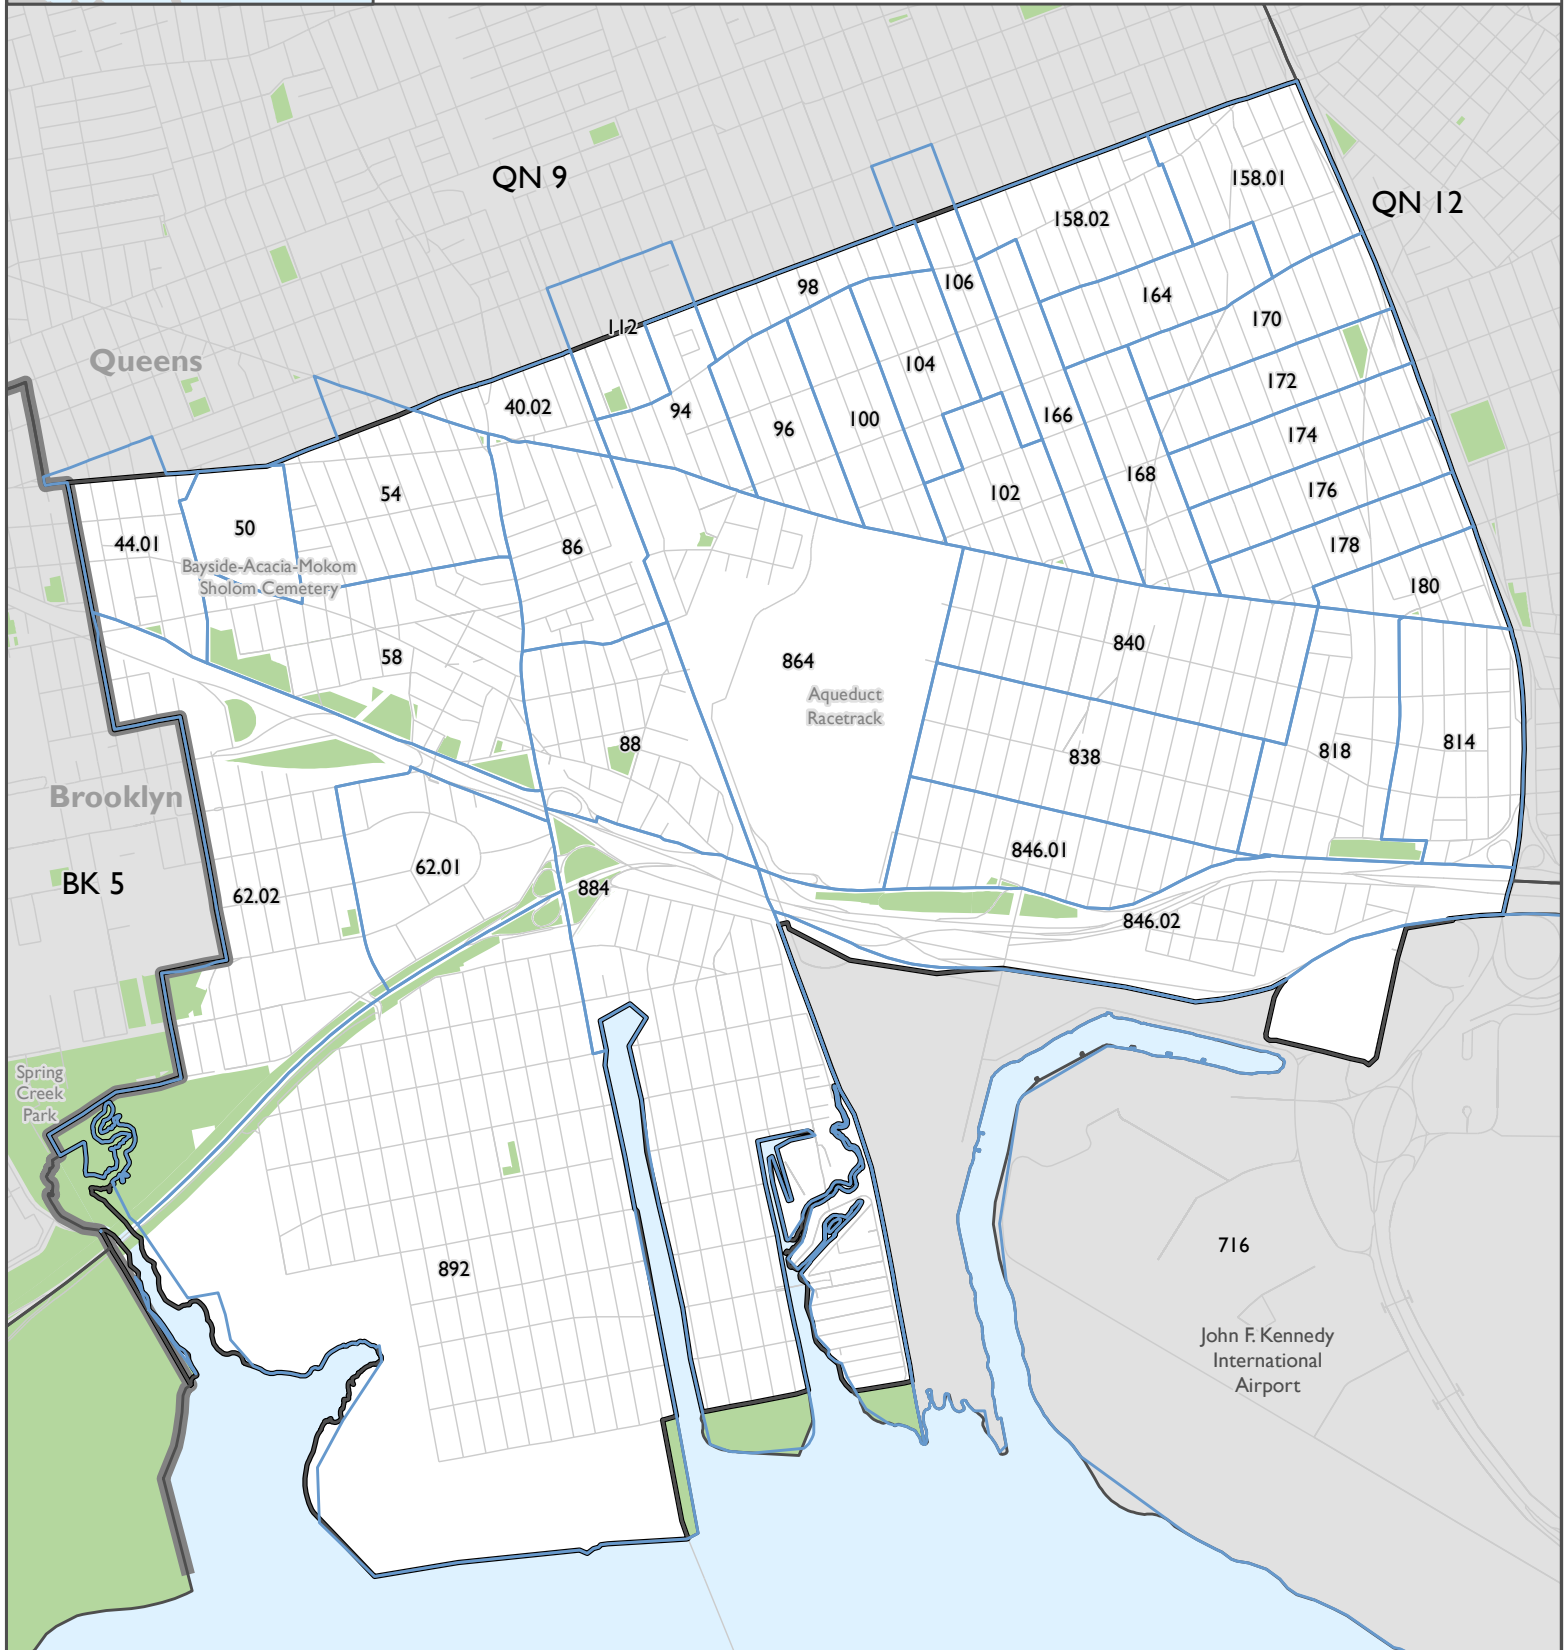 QN 9
158.01
QN 12
158.02
106
98
164
170
112
Queens
104
172
40.02
94
100
166
96
174
168
54
102
176
50
44.01
86
178
Bayside-Acacia-Mokom
Sholom Cemetery
180
840
58
864
Aqueduct
Racetrack
88
814
818
838
Brooklyn
846.01
62.01
BK 5
884
62.02
846.02
Spring
Creek
Park
716
892
John F. Kennedy
International
Airport